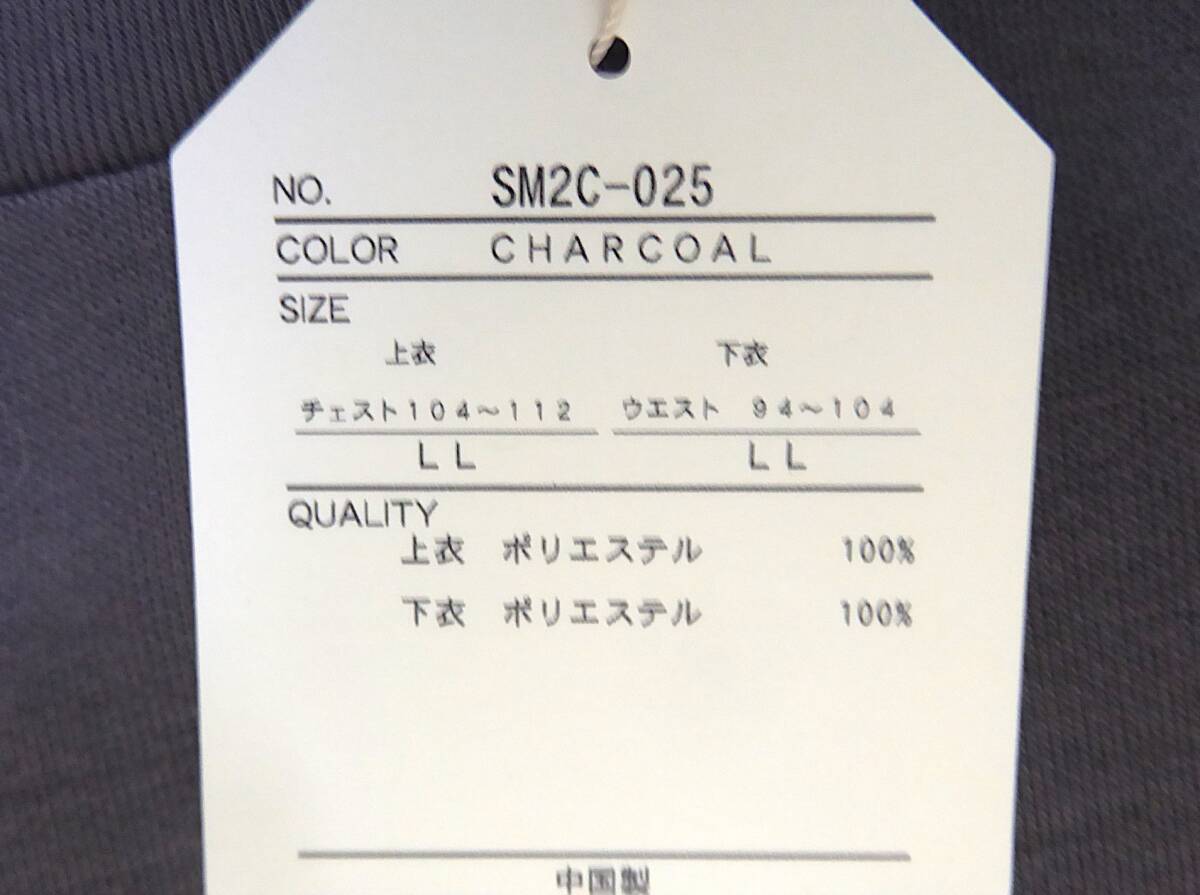 NO. SM2C-025
COLOR CHARCOAL
SIZE
上衣 下衣
チェスト104～112 ウエスト 94～104
LL LL
QUALITY
上衣 ポリエステル 100%
下衣 ポリエステル 100%
中国製